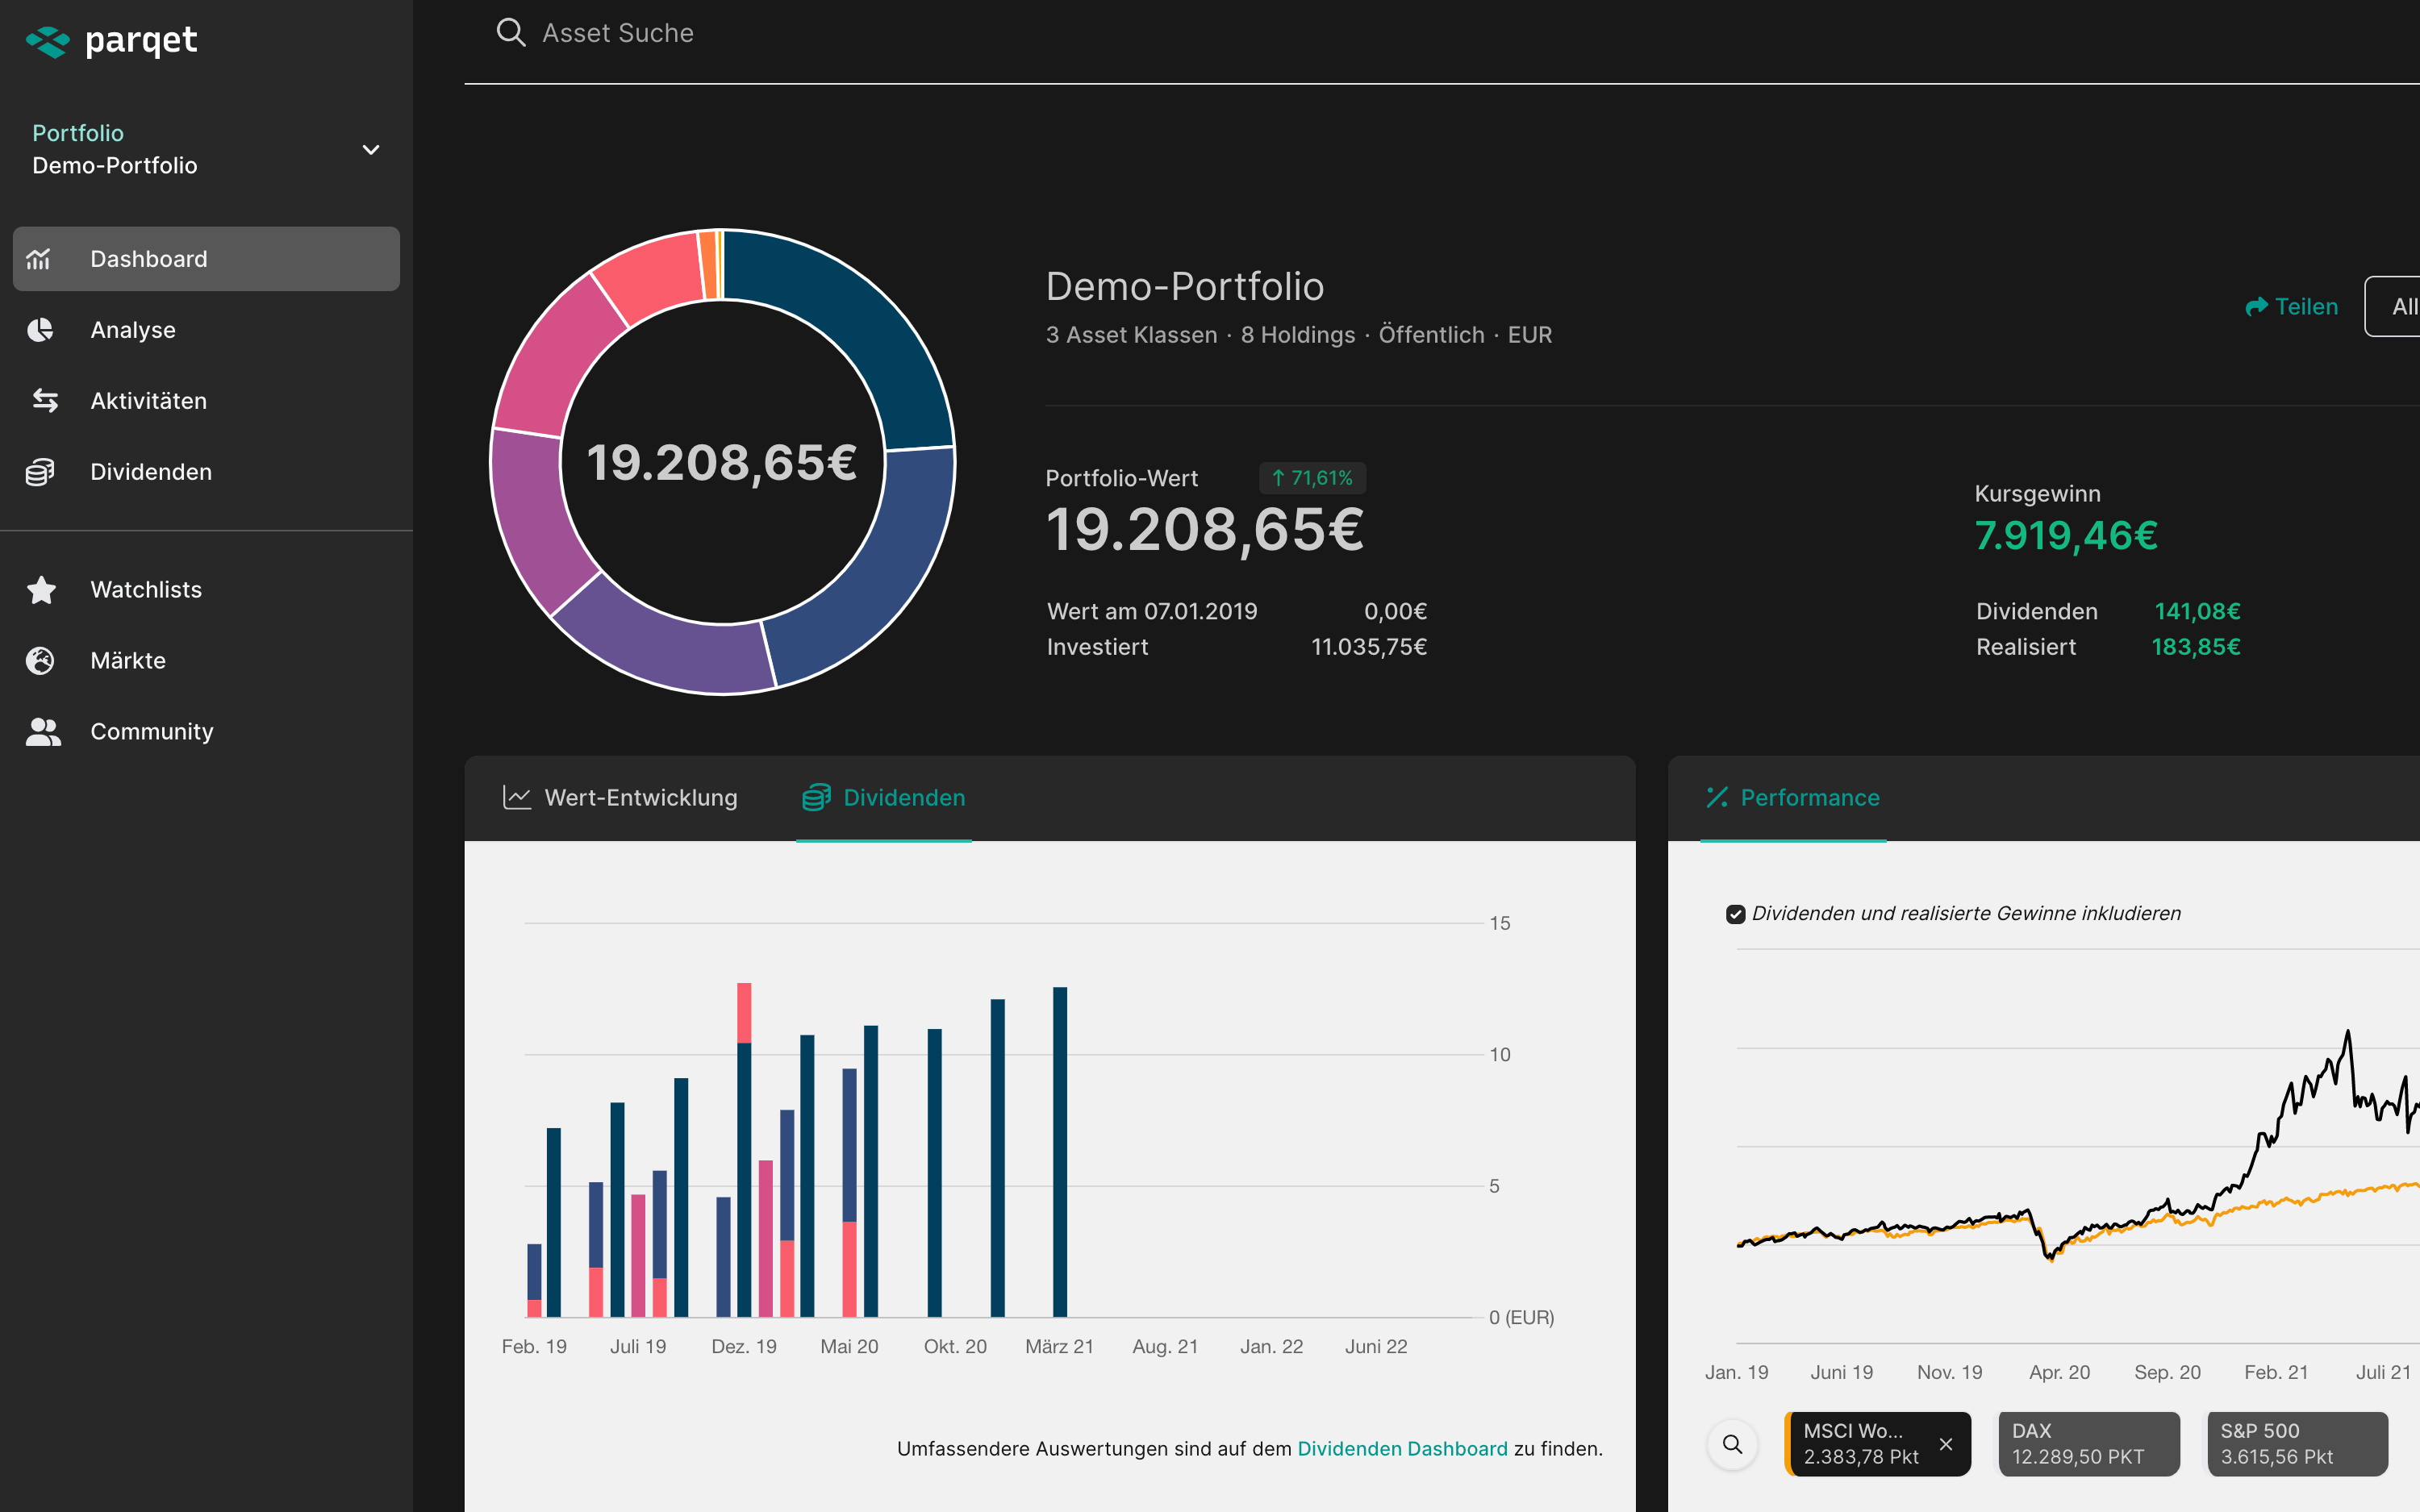 parqet
Asset Suche
Portfolio
Demo-Portfolio
Dashboard
Analyse
Aktivitäten
Dividenden
Watchlists
Märkte
Community
19.208,65€
Demo-Portfolio
3 Asset Klassen · 8 Holdings · Öffentlich · EUR
Teilen
All
Portfolio-Wert
↑ 71,61%
19.208,65€
Wert am 07.01.2019 0,00€
Investiert 11.035,75€
Kursgewinn
7.919,46€
Dividenden 141,08€
Realisiert 183,85€
Wert-Entwicklung
Dividenden
15
10
5
0 (EUR)
Feb. 19 Juli 19 Dez. 19 Mai 20 Okt. 20 März 21 Aug. 21 Jan. 22 Juni 22
Umfassendere Auswertungen sind auf dem Dividenden Dashboard zu finden.
Performance
Dividenden und realisierte Gewinne inkludieren
Jan. 19 Juni 19 Nov. 19 Apr. 20 Sep. 20 Feb. 21 Juli 21
MSCI Wo...
2.383,78 Pkt
DAX
12.289,50 PKT
S&P 500
3.615,56 Pkt